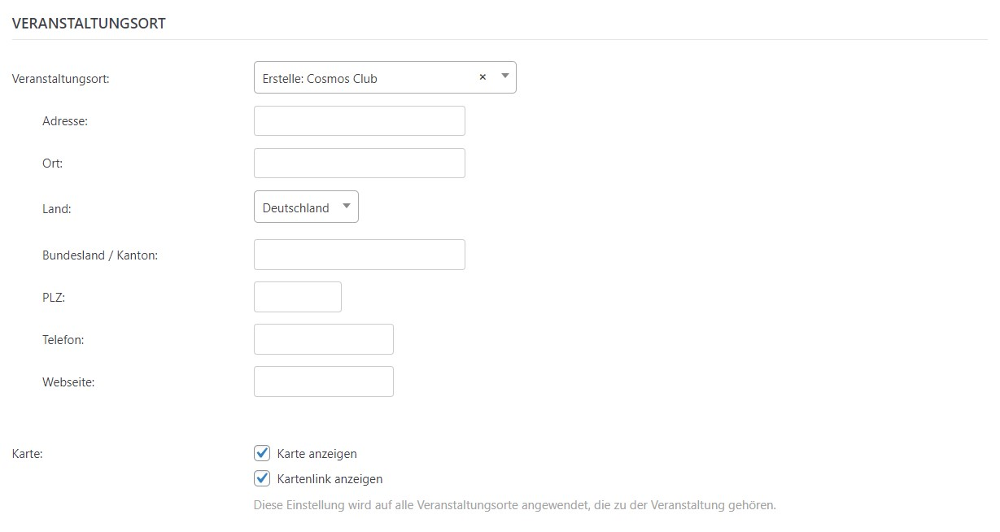 VERANSTALTUNGSORT
Veranstaltungsort: Erstelle: Cosmos Club ×
Adresse:
Ort:
Land: Deutschland
Bundesland / Kanton:
PLZ:
Telefon:
Webseite:
Karte: Karte anzeigen
Kartenlink anzeigen
Diese Einstellung wird auf alle Veranstaltungsorte angewendet, die zu der Veranstaltung gehören.